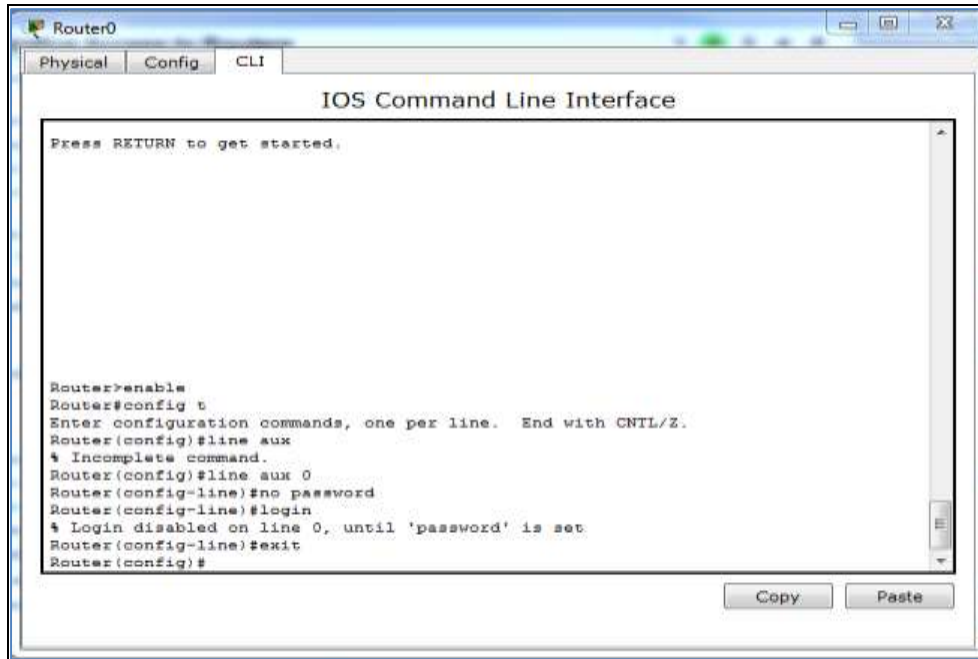 Router0
Physical Config CLI
IOS Command Line Interface
Press RETURN to get started.
Router>enable
Router#config t
Enter configuration commands, one per line.  End with CNTL/Z.
Router(config)#line aux
% Incomplete command.
Router(config)#line aux 0
Router(config-line)#no password
Router(config-line)#login
% Login disabled on line 0, until 'password' is set
Router(config-line)#exit
Router(config)#
Copy Paste